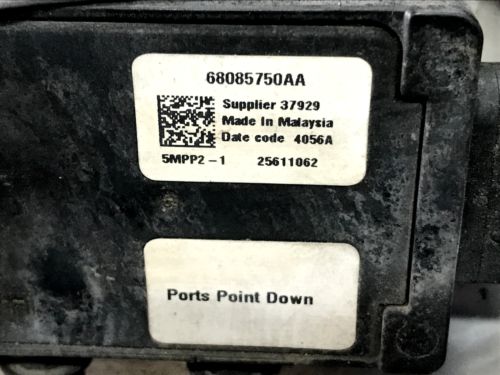 68085750AA
Supplier 37929
Made In Malaysia
Date code 4056A
5MPP2-1 25611062
Ports Point Down